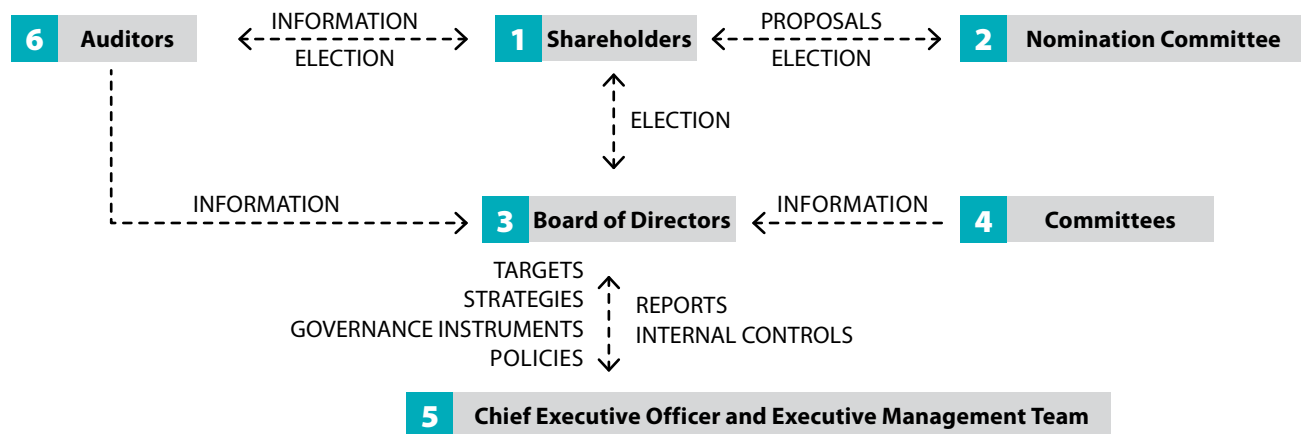 INFORMATION
PROPOSALS
6 Auditors
1 Shareholders
2 Nomination Committee
ELECTION
ELECTION
ELECTION
INFORMATION
INFORMATION
3 Board of Directors
4 Committees
TARGETS
STRATEGIES
GOVERNANCE INSTRUMENTS
POLICIES
REPORTS
INTERNAL CONTROLS
5 Chief Executive Officer and Executive Management Team